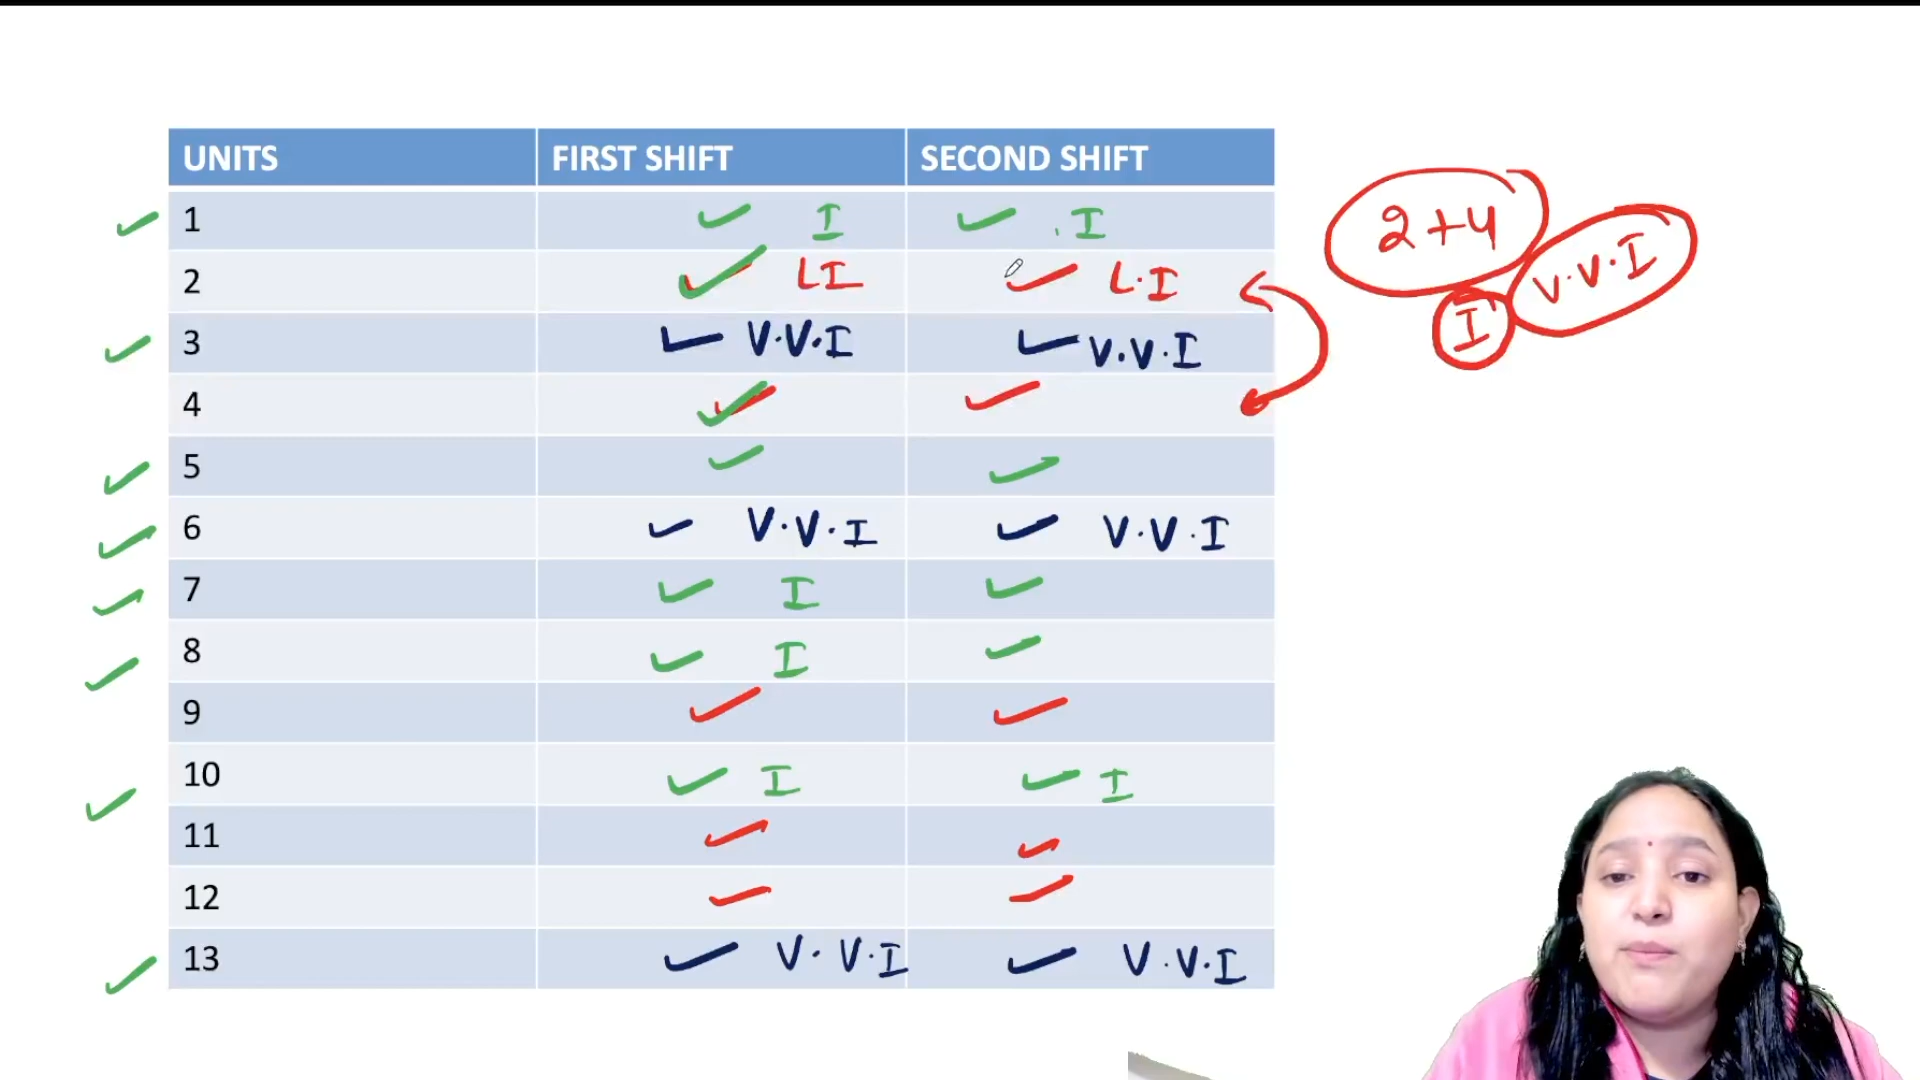 UNITS FIRST SHIFT SECOND SHIFT
1 I I
2 LI L.I
3 V.V.I V.V.I
4
5
6 V.V.I V.V.I
7 I
8 I
9
10 I I
11
12
13 V.V.I V.V.I
2+4
V.V.I
I